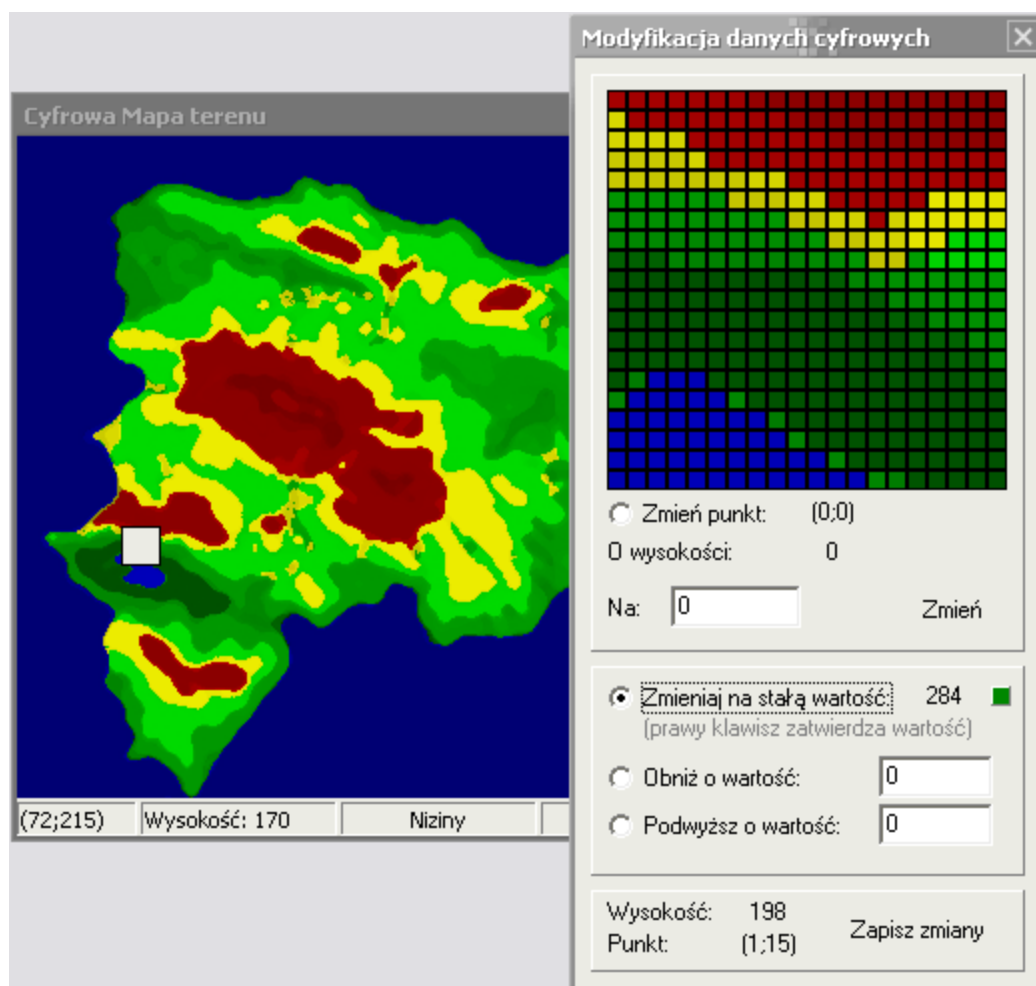 Modyfikacja danych cyfrowych
Cyfrowa Mapa terenu
Zmień punkt: (0;0)
O wysokości: 0
Na: 0 Zmień
Zmieniaj na stałą wartość: 284
(prawy klawisz zatwierdza wartość)
Obniż o wartość: 0
Podwyższ o wartość: 0
(72;215) Wysokość: 170 Niziny
Wysokość: 198
Punkt: (1;15)
Zapisz zmiany